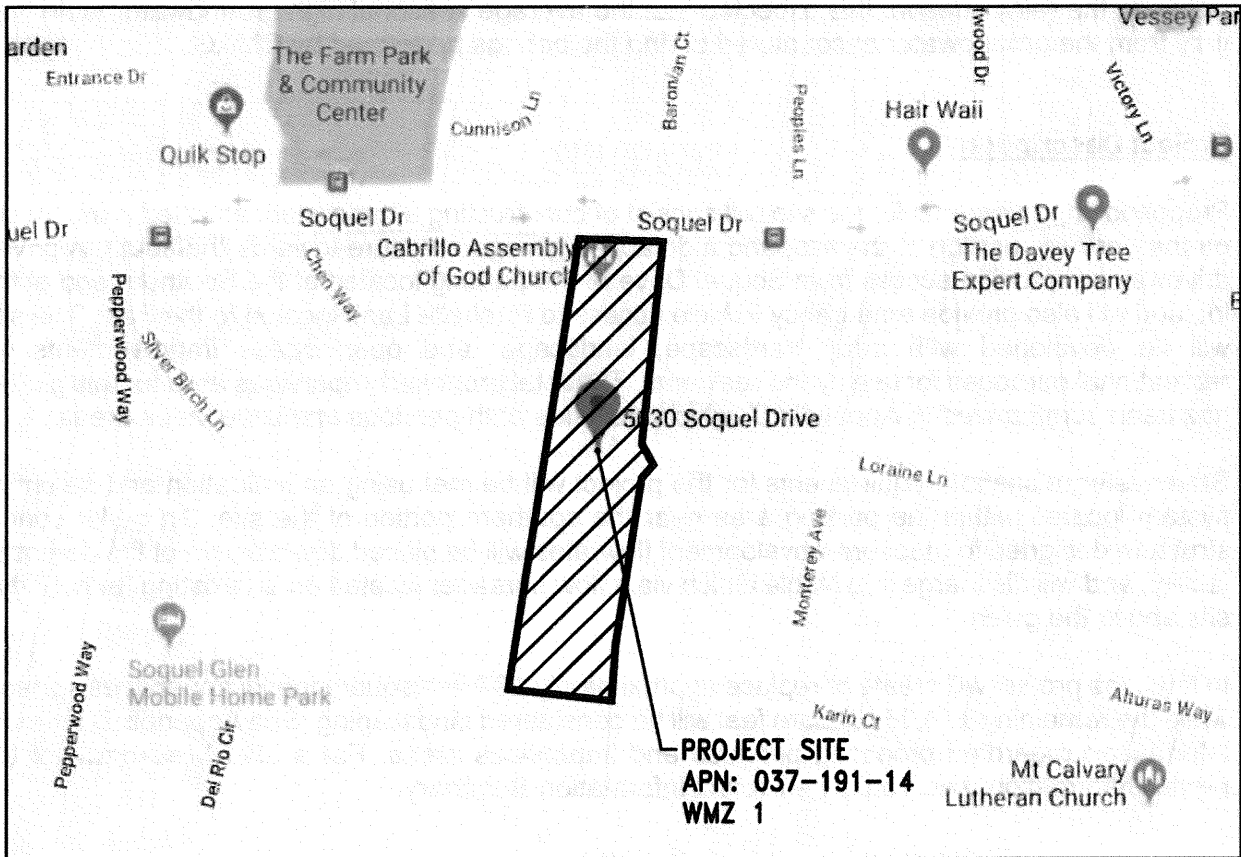 arden
Entrance Dr
The Farm Park
& Community
Center
Quik Stop
Cunnison Ln
Baronian Ct
Peoples Ln
twood Dr
Vessey Par
Victory Ln
Hair Waii
uel Dr
Soquel Dr
Soquel Dr
Soquel Dr
Cabrillo Assembly
of God Church
The Davey Tree
Expert Company
Pepperwood Way
Chen Way
Silver Birch Ln
5030 Soquel Drive
Loraine Ln
Monterey Ave
Soquel Glen
Mobile Home Park
Pepperwood Way
Del Rio Cir
Karin Ct
Alturas Way
PROJECT SITE
APN: 037-191-14
WMZ 1
Mt Calvary
Lutheran Church